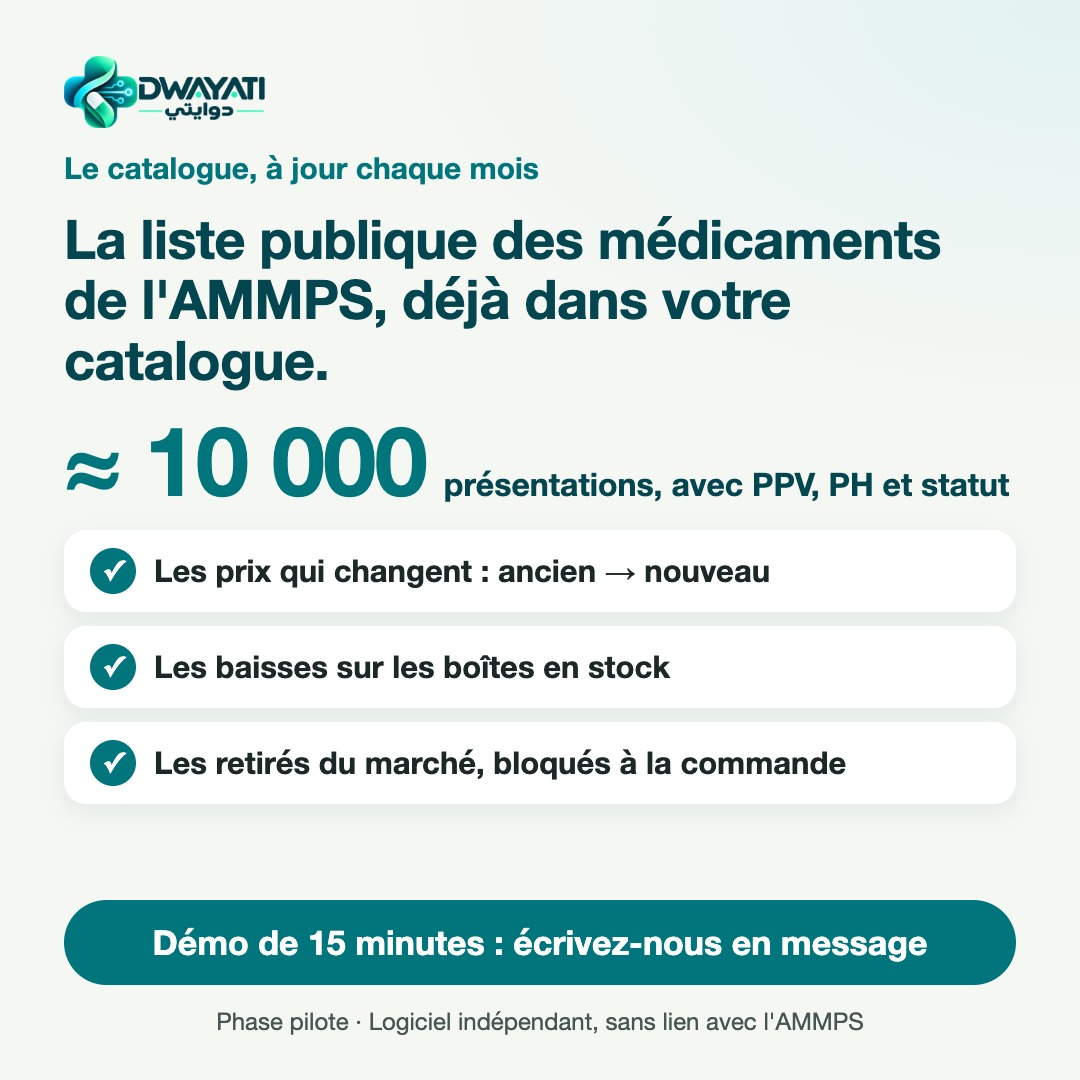 DWAYATI
دوايتي
Le catalogue, à jour chaque mois
La liste publique des médicaments
de l'AMMPS, déjà dans votre
catalogue.
≈ 10 000 présentations, avec PPV, PH et statut
✓ Les prix qui changent : ancien → nouveau
✓ Les baisses sur les boîtes en stock
✓ Les retirés du marché, bloqués à la commande
Démo de 15 minutes : écrivez-nous en message
Phase pilote · Logiciel indépendant, sans lien avec l'AMMPS